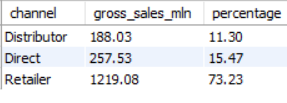 channel gross_sales_mln percentage
Distributor 188.03 11.30
Direct 257.53 15.47
Retailer 1219.08 73.23